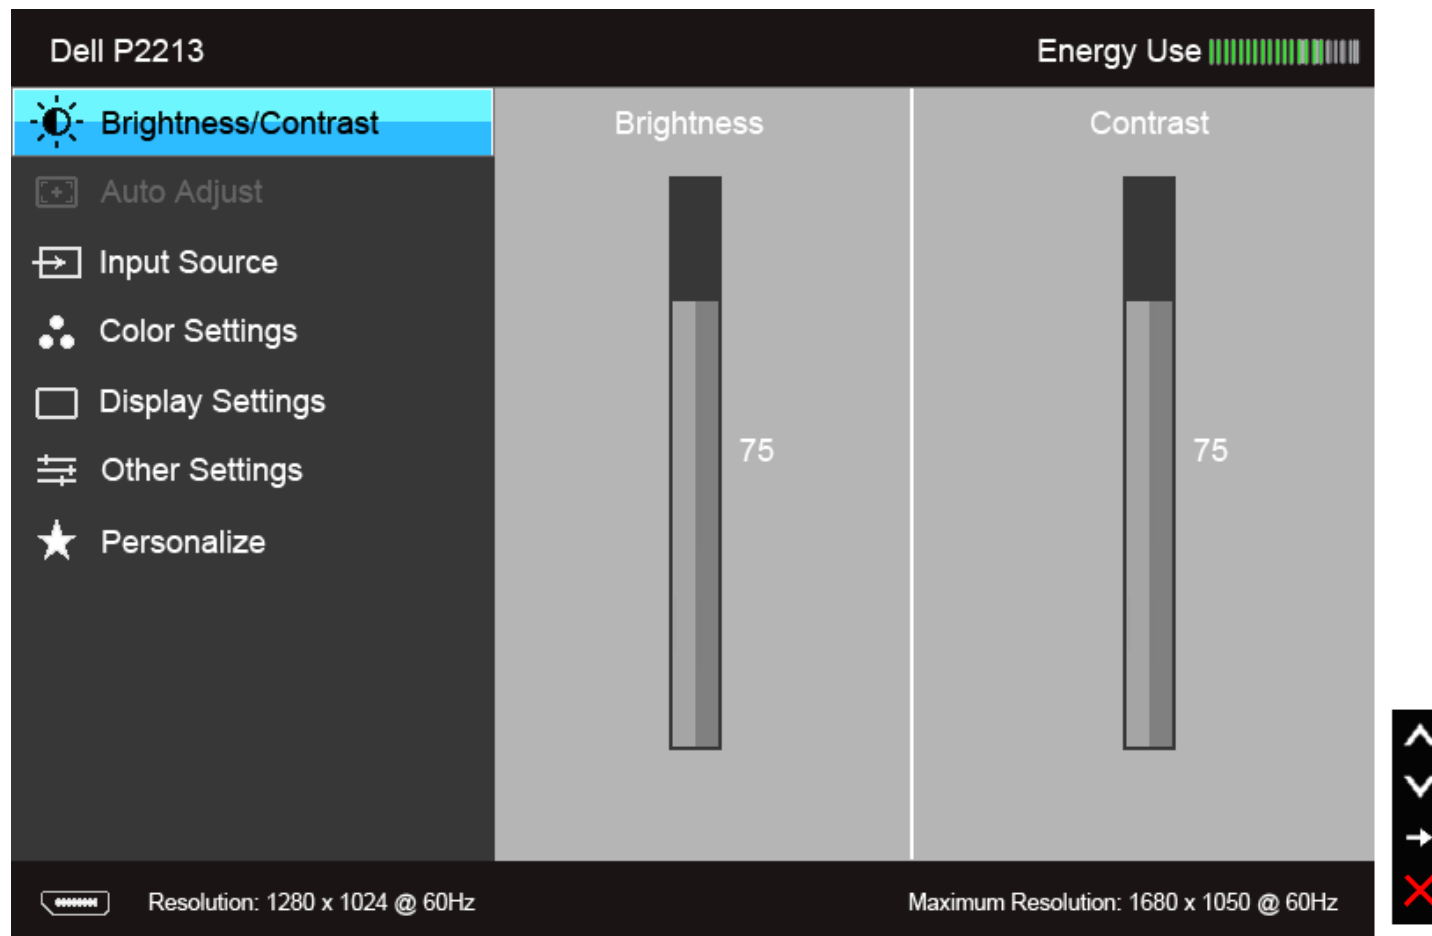 Dell P2213
Energy Use
Brightness/Contrast
Auto Adjust
Input Source
Color Settings
Display Settings
Other Settings
Personalize
Brightness
75
Contrast
75
Resolution: 1280 x 1024 @ 60Hz
Maximum Resolution: 1680 x 1050 @ 60Hz